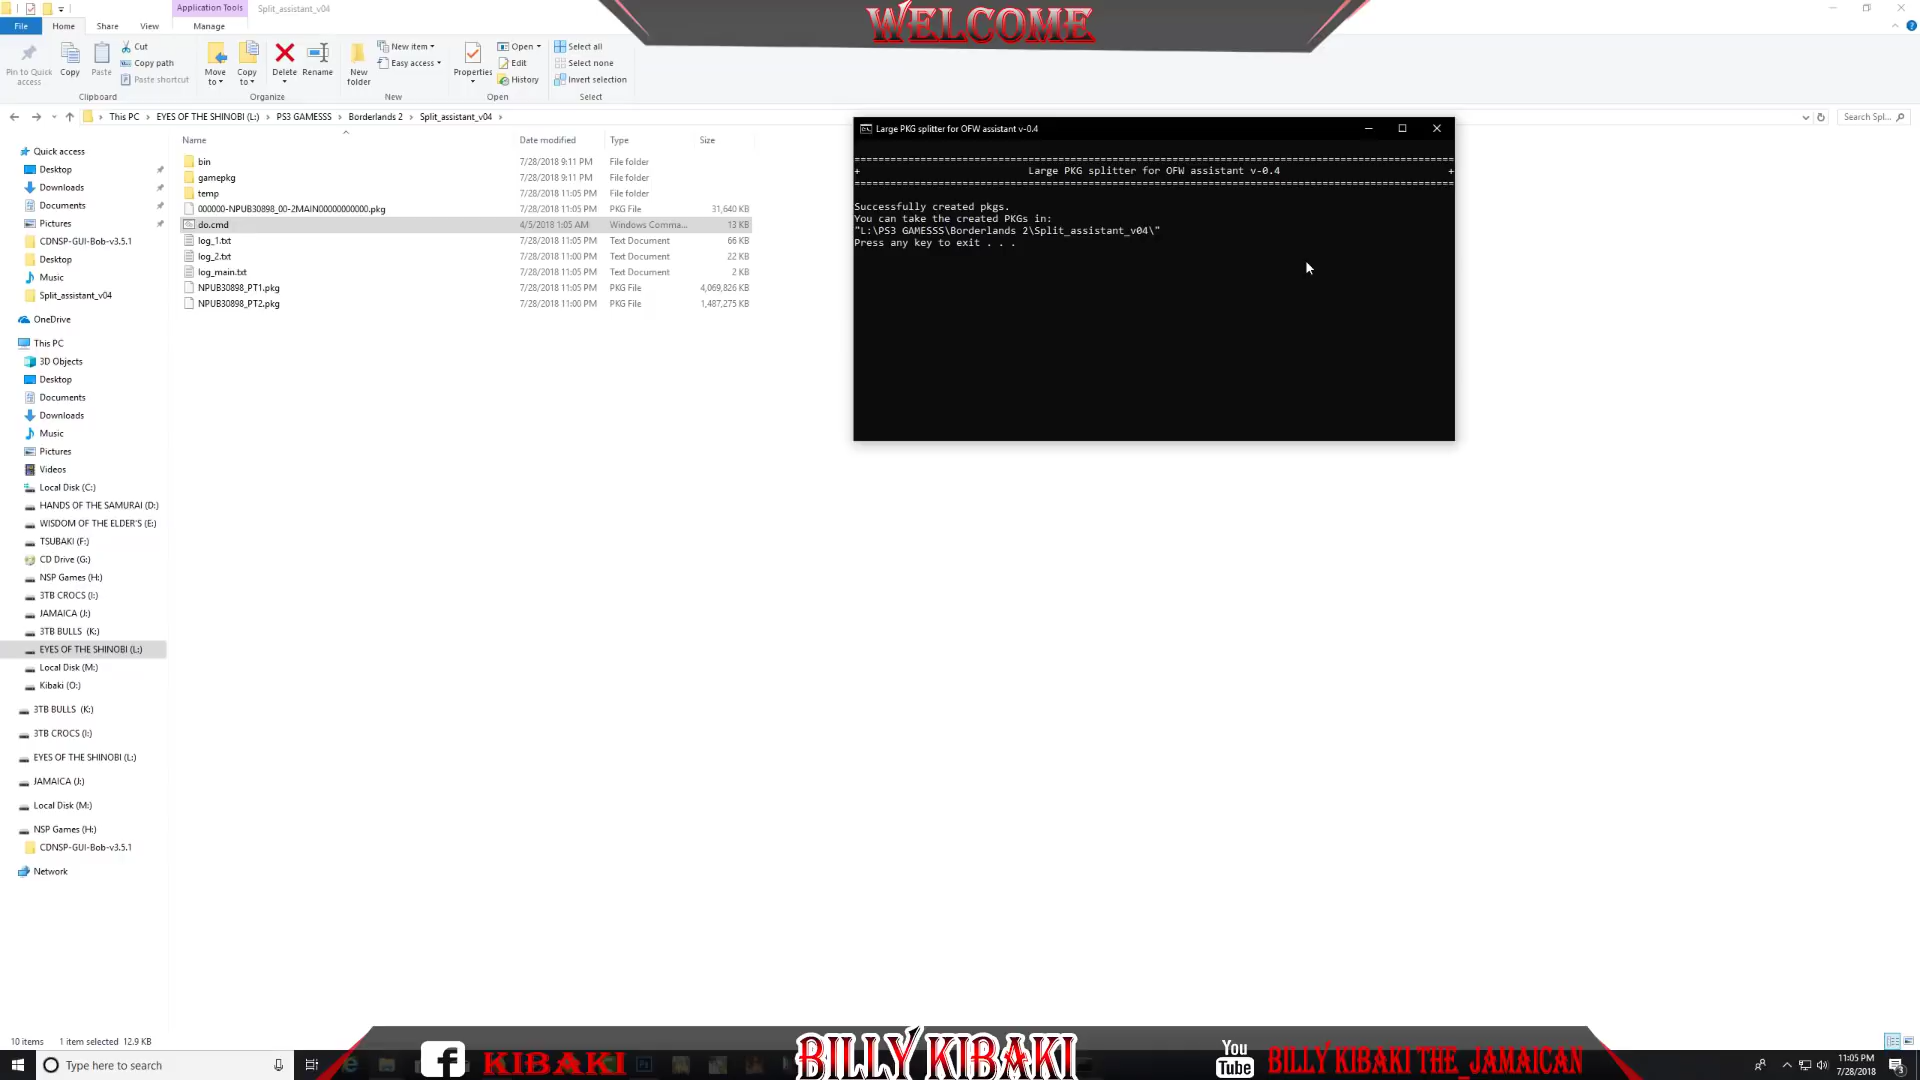 Application Tools
Split_assistant_v04
File
Home
Share
View
Manage
Pin to Quick access
Copy
Paste
Cut
Copy path
Paste shortcut
Clipboard
Move to
Copy to
Delete
Rename
Organize
New folder
New item
Easy access
New
Properties
Open
Edit
History
Open
Select all
Select none
Invert selection
Select
This PC
EYES OF THE SHINOBI (L:)
PS3 GAMESSS
Borderlands 2
Split_assistant_v04
Search Spl...
Name Date modified Type Size
bin 7/28/2018 9:11 PM File folder
gamepkg 7/28/2018 9:11 PM File folder
temp 7/28/2018 11:05 PM File folder
000000-NPUB30898_00-2MAIN00000000000.pkg 7/28/2018 11:05 PM PKG File 31,640 KB
do.cmd 4/5/2018 1:05 AM Windows Comma... 13 KB
log_1.txt 7/28/2018 11:05 PM Text Document 66 KB
log_2.txt 7/28/2018 11:00 PM Text Document 22 KB
log_main.txt 7/28/2018 11:05 PM Text Document 2 KB
NPUB30898_PT1.pkg 7/28/2018 11:05 PM PKG File 4,069,826 KB
NPUB30898_PT2.pkg 7/28/2018 11:00 PM PKG File 1,487,275 KB
Quick access
Desktop
Downloads
Documents
Pictures
CDNSP-GUI-Bob-v3.5.1
Desktop
Music
Split_assistant_v04
OneDrive
This PC
3D Objects
Desktop
Documents
Downloads
Music
Pictures
Videos
Local Disk (C:)
HANDS OF THE SAMURAI (D:)
WISDOM OF THE ELDER'S (E:)
TSUBAKI (F:)
CD Drive (G:)
NSP Games (H:)
3TB CROCS (I:)
JAMAICA (J:)
3TB BULLS (K:)
EYES OF THE SHINOBI (L:)
Local Disk (M:)
Kibaki (O:)
3TB BULLS (K:)
3TB CROCS (I:)
EYES OF THE SHINOBI (L:)
JAMAICA (J:)
Local Disk (M:)
NSP Games (H:)
CDNSP-GUI-Bob-v3.5.1
Network
WELCOME
Large PKG splitter for OFW assistant v-0.4
+ Large PKG splitter for OFW assistant v-0.4 +
Successfully created pkgs.
You can take the created PKGs in:
"L:\PS3 GAMESSS\Borderlands 2\Split_assistant_v04\"
Press any key to exit . . .
10 items 1 item selected 12.9 KB
Type here to search
KIBAKI
BILLY KIBAKI
You Tube
BILLY KIBAKI THE_JAMAICAN
11:05 PM
7/28/2018